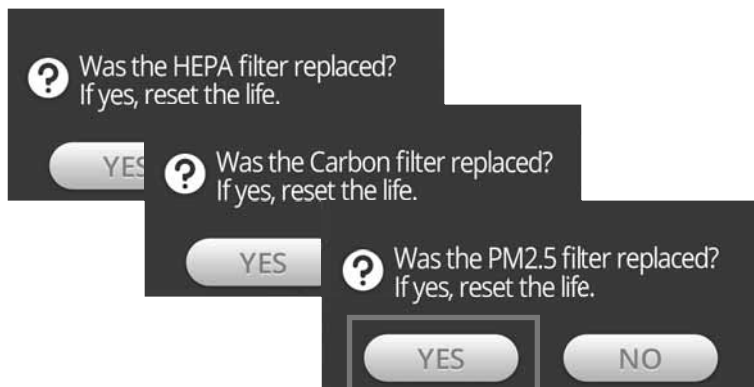 Was the HEPA filter replaced?
If yes, reset the life.
YES
Was the Carbon filter replaced?
If yes, reset the life.
YES
Was the PM2.5 filter replaced?
If yes, reset the life.
YES NO